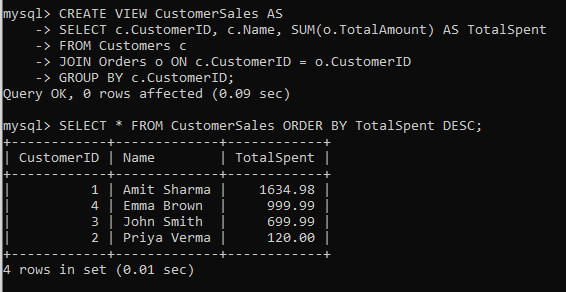 mysql> CREATE VIEW CustomerSales AS
    -> SELECT c.CustomerID, c.Name, SUM(o.TotalAmount) AS TotalSpent
    -> FROM Customers c
    -> JOIN Orders o ON c.CustomerID = o.CustomerID
    -> GROUP BY c.CustomerID;
Query OK, 0 rows affected (0.09 sec)

mysql> SELECT * FROM CustomerSales ORDER BY TotalSpent DESC;
+------------+-------------+------------+
| CustomerID | Name        | TotalSpent |
+------------+-------------+------------+
|          1 | Amit Sharma |    1634.98 |
|          4 | Emma Brown  |     999.99 |
|          3 | John Smith  |     699.99 |
|          2 | Priya Verma |     120.00 |
+------------+-------------+------------+
4 rows in set (0.01 sec)